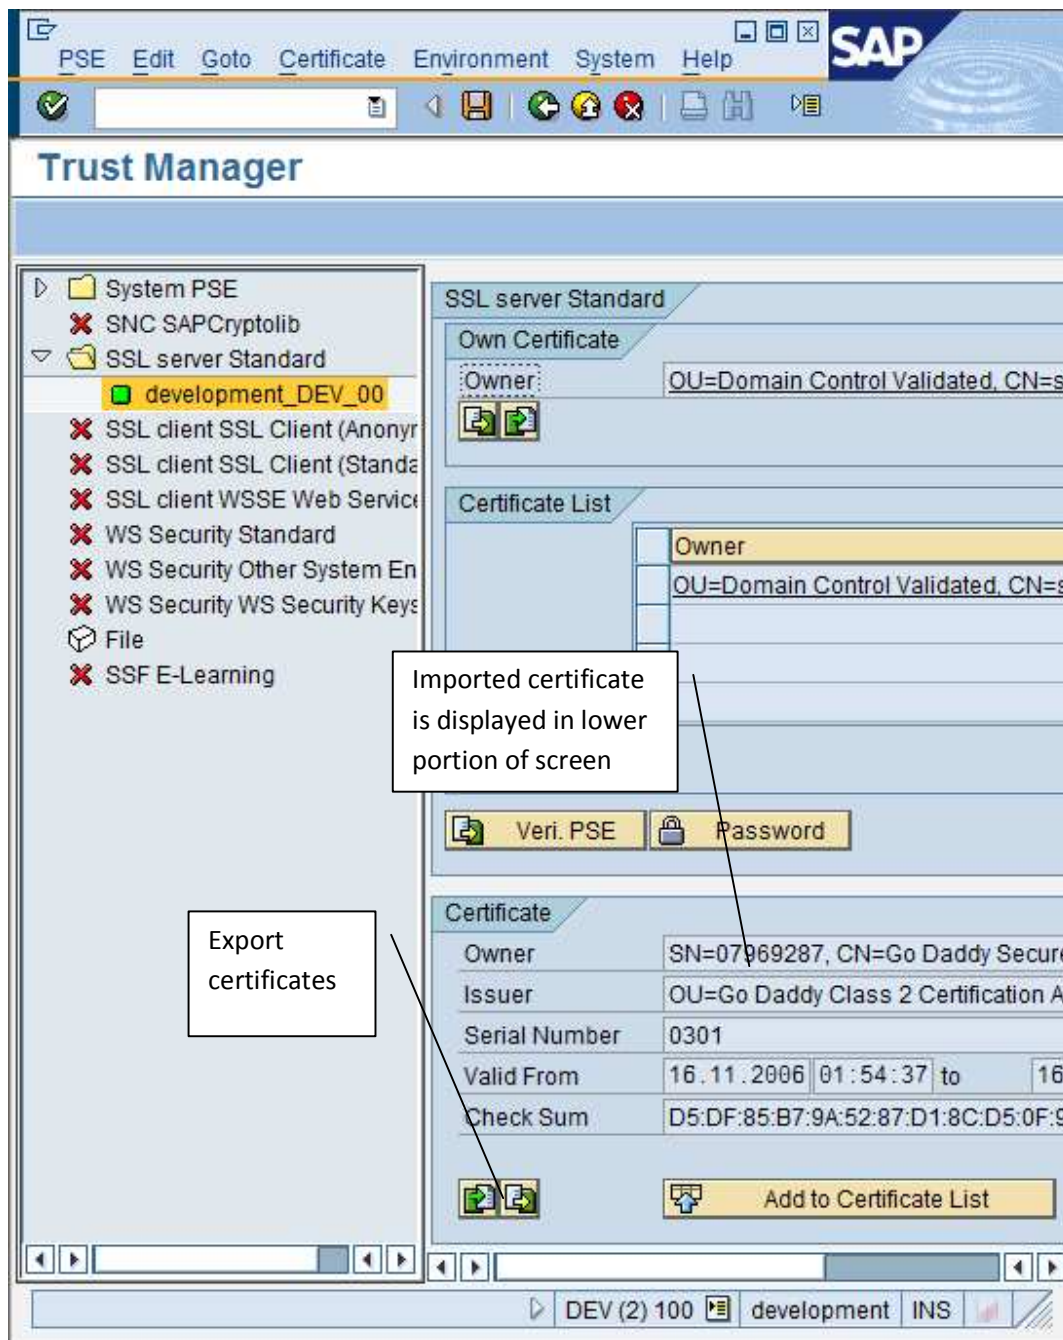 PSE Edit Goto Certificate Environment System Help
SAP
Trust Manager
System PSE
SNC SAPCryptolib
SSL server Standard
development_DEV_00
SSL client SSL Client (Anonyr
SSL client SSL Client (Standa
SSL client WSSE Web Service
WS Security Standard
WS Security Other System En
WS Security WS Security Keys
File
SSF E-Learning
SSL server Standard
Own Certificate
Owner OU=Domain Control Validated, CN=s
Certificate List
Owner
OU=Domain Control Validated, CN=s
Imported certificate
is displayed in lower
portion of screen
Veri. PSE Password
Export
certificates
Certificate
Owner SN=07969287, CN=Go Daddy Secure
Issuer OU=Go Daddy Class 2 Certification A
Serial Number 0301
Valid From 16.11.2006 01:54:37 to 16
Check Sum D5:DF:85:B7:9A:52:87:D1:8C:D5:0F:9
Add to Certificate List
DEV (2) 100 development INS